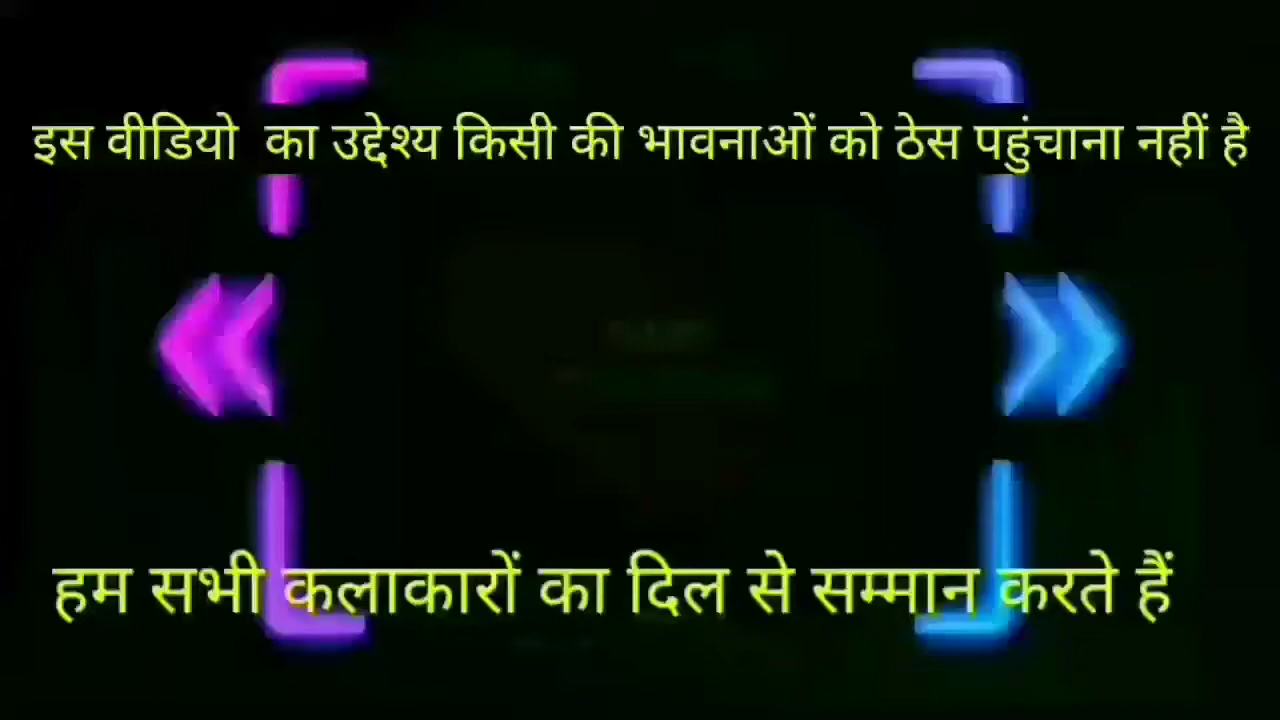 इस वीडियो का उद्देश्य किसी की भावनाओं को ठेस पहुंचाना नहीं है
हम सभी कलाकारों का दिल से सम्मान करते हैं